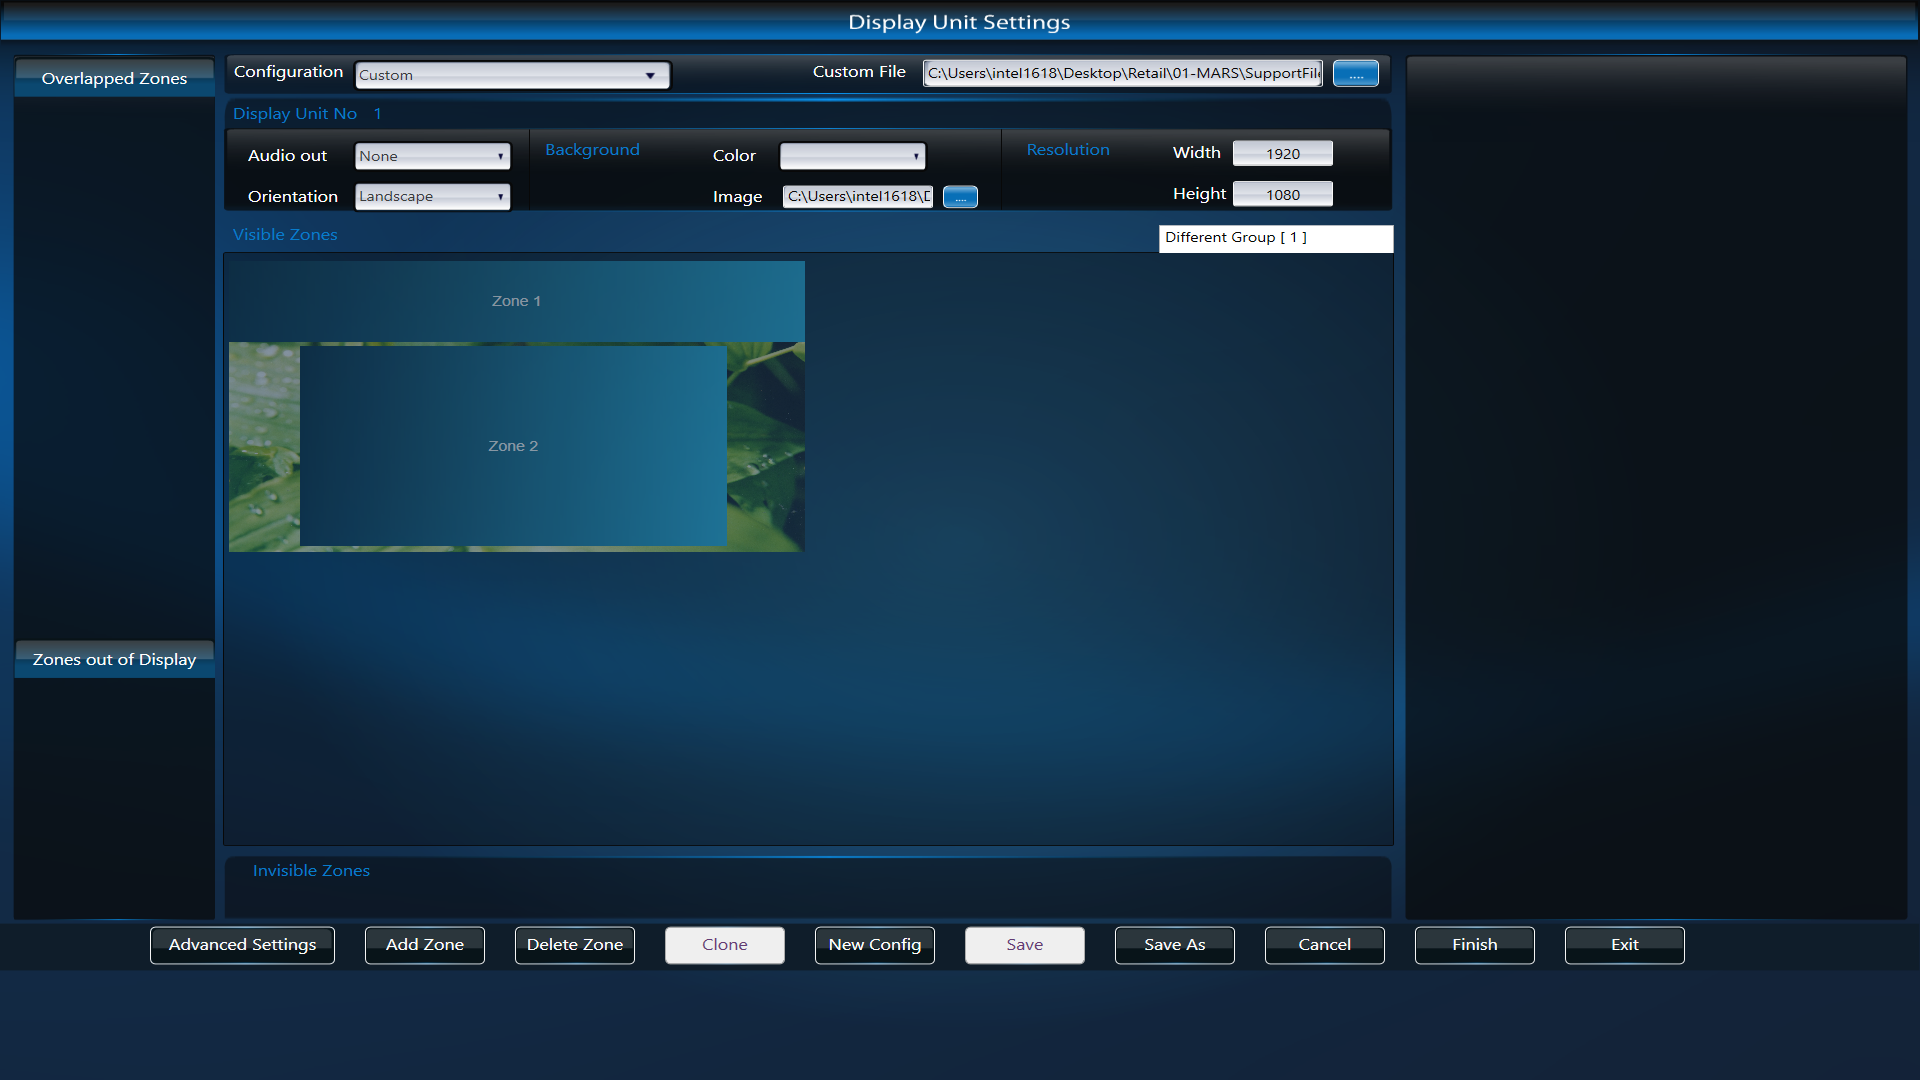 Display Unit Settings
Overlapped Zones
Configuration Custom Custom File C:\Users\intel1618\Desktop\Retail\01-MARS\SupportFil ....
Display Unit No 1
Audio out None Background Color Resolution Width 1920
Orientation Landscape Image C:\Users\intel1618\D .... Height 1080
Visible Zones Different Group [ 1 ]
Zone 1
Zone 2
Zones out of Display
Invisible Zones
Advanced Settings Add Zone Delete Zone Clone New Config Save Save As Cancel Finish Exit